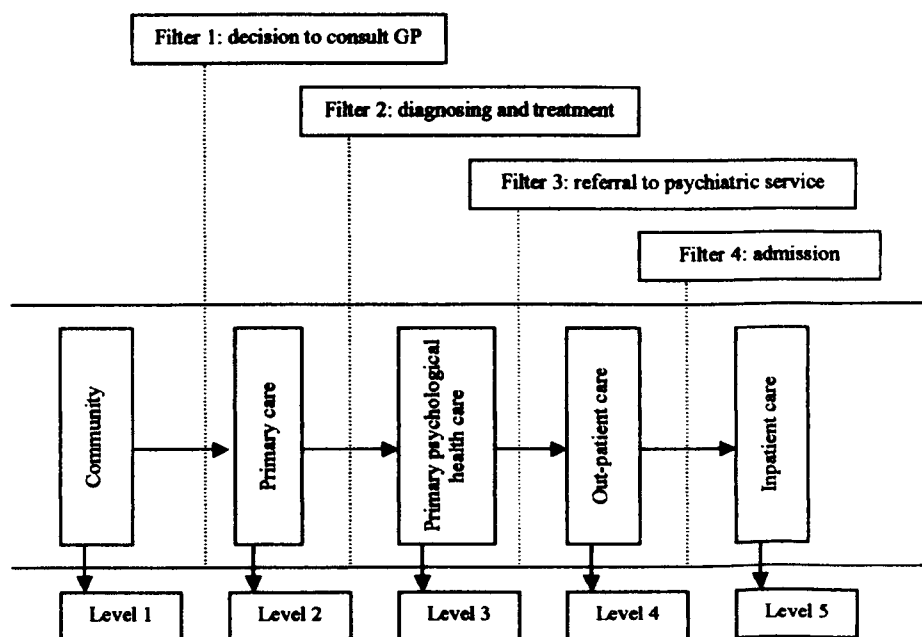 Filter 1: decision to consult GP
Filter 2: diagnosing and treatment
Filter 3: referral to psychiatric service
Filter 4: admission
Community
Primary care
Primary psychological
health care
Out-patient care
Inpatient care
Level 1
Level 2
Level 3
Level 4
Level 5